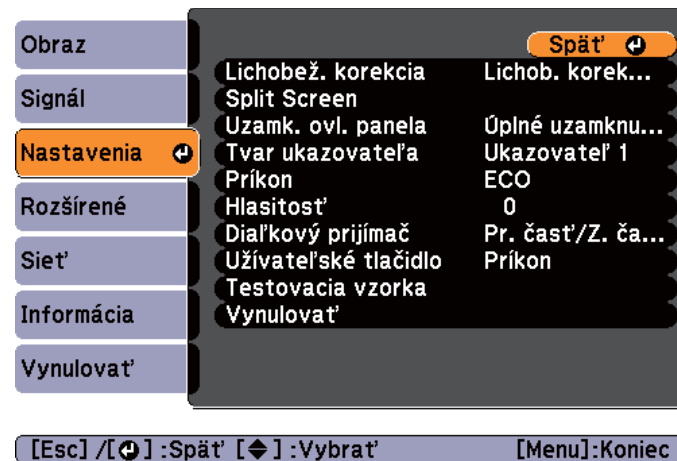 Obraz
Signál
Nastavenia
Rozšírené
Sieť
Informácia
Vynulovať
Späť
Lichobež. korekcia Lichob. korek...
Split Screen
Uzamk. ovl. panela Úplné uzamknu...
Tvar ukazovateľa Ukazovateľ 1
Príkon ECO
Hlasitosť 0
Diaľkový prijímač Pr. časť/Z. ča...
Užívateľské tlačidlo Príkon
Testovacia vzorka
Vynulovať
[Esc] /[⏎] :Späť [◆] :Vybrať [Menu]:Koniec